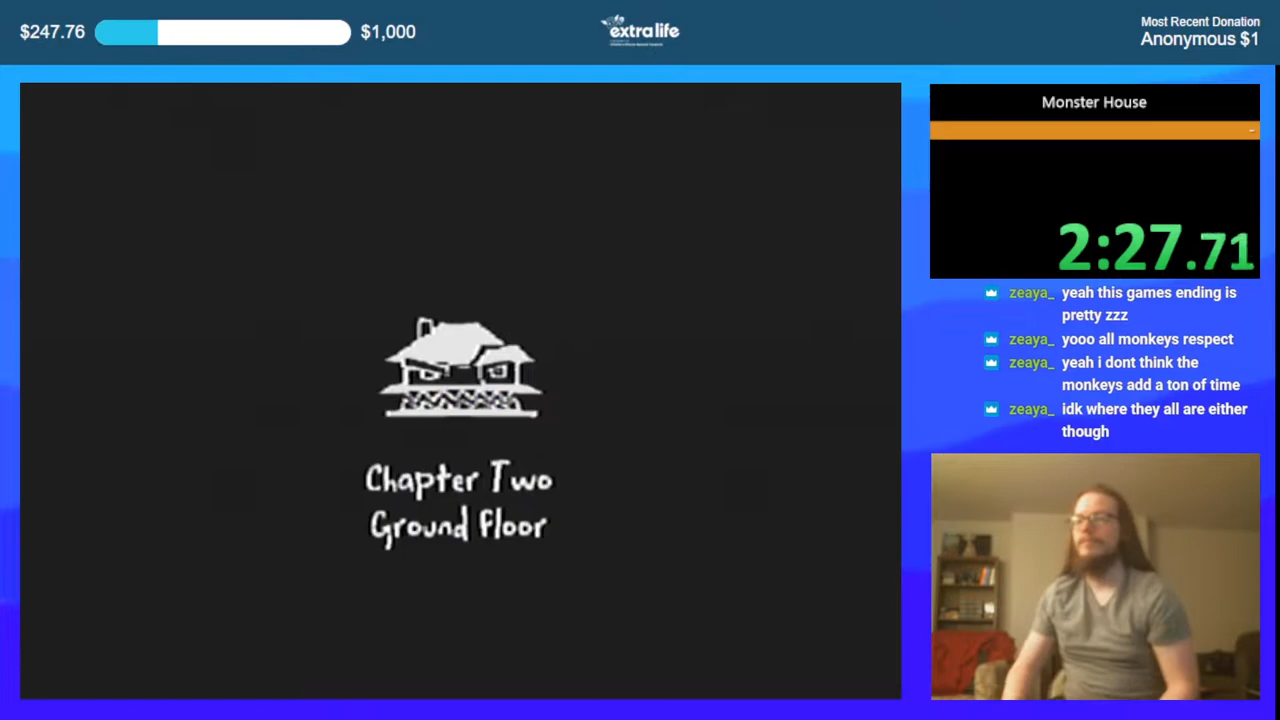 $247.76
$1,000
extralife
Most Recent Donation
Anonymous $1
Monster House
-
2:27.71
zeaya_ yeah this games ending is
pretty zzz
zeaya_ yooo all monkeys respect
zeaya_ yeah i dont think the
monkeys add a ton of time
zeaya_ idk where they all are either
though
Chapter Two
Ground Floor